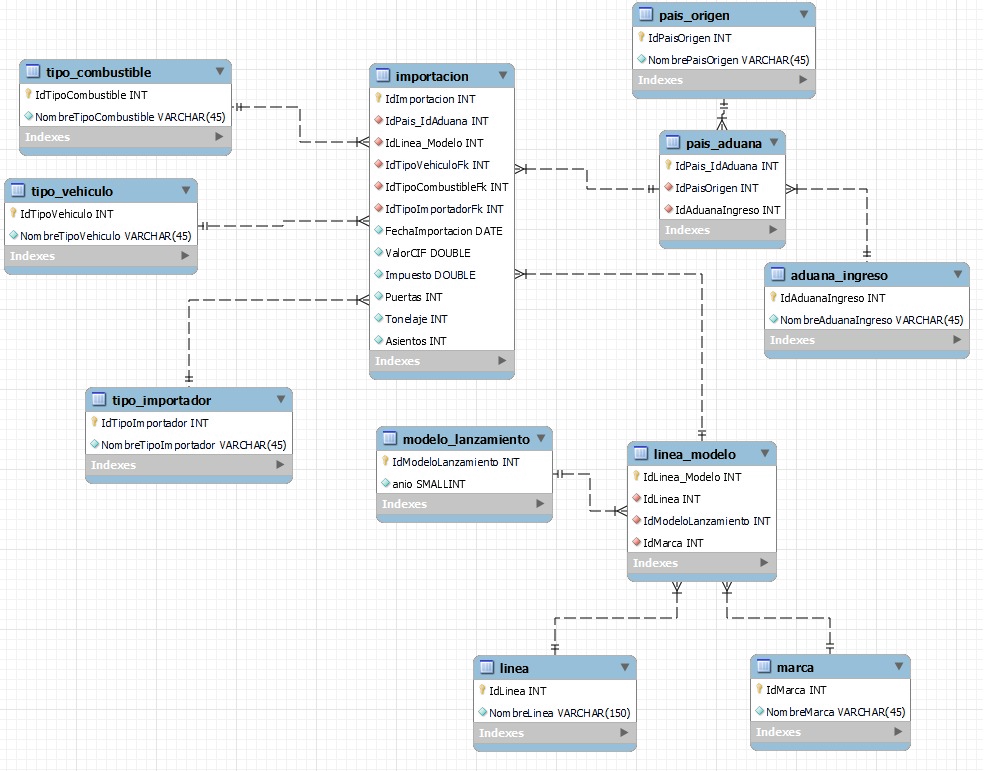 pais_origen
IdPaisOrigen INT
NombrePaisOrigen VARCHAR(45)
Indexes
tipo_combustible
IdTipoCombustible INT
NombreTipoCombustible VARCHAR(45)
Indexes
importacion
IdImportacion INT
IdPais_IdAduana INT
IdLinea_Modelo INT
IdTipoVehiculoFk INT
IdTipoCombustibleFk INT
IdTipoImportadorFk INT
FechaImportacion DATE
ValorCIF DOUBLE
Impuesto DOUBLE
Puertas INT
Tonelaje INT
Asientos INT
Indexes
pais_aduana
IdPais_IdAduana INT
IdPaisOrigen INT
IdAduanaIngreso INT
Indexes
tipo_vehiculo
IdTipoVehiculo INT
NombreTipoVehiculo VARCHAR(45)
Indexes
aduana_ingreso
IdAduanaIngreso INT
NombreAduanaIngreso VARCHAR(45)
Indexes
tipo_importador
IdTipoImportador INT
NombreTipoImportador VARCHAR(45)
Indexes
modelo_lanzamiento
IdModeloLanzamiento INT
anio SMALLINT
Indexes
linea_modelo
IdLinea_Modelo INT
IdLinea INT
IdModeloLanzamiento INT
IdMarca INT
Indexes
linea
IdLinea INT
NombreLinea VARCHAR(150)
Indexes
marca
IdMarca INT
NombreMarca VARCHAR(45)
Indexes